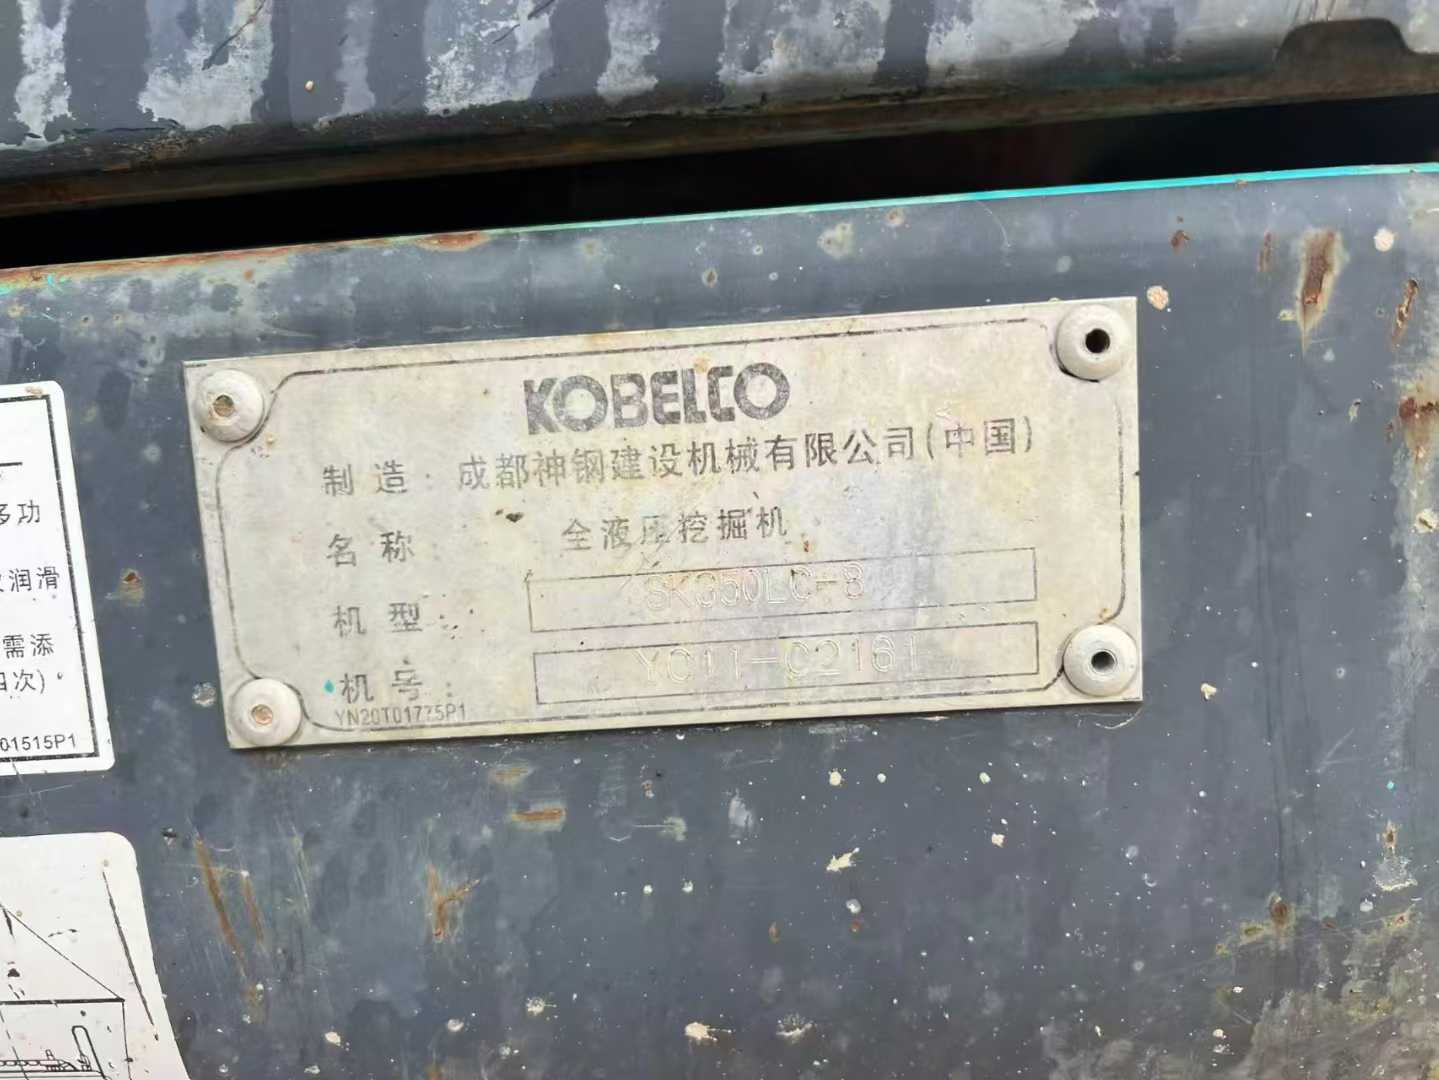 KOBELCO
制 造 : 成都神钢建设机械有限公司(中国)
名 称 : 全液压挖掘机
机 型 : SK350LC-8
机 号 : YC11-C2161
YN20T01775P1
多功
润滑
需添
次)
01515P1